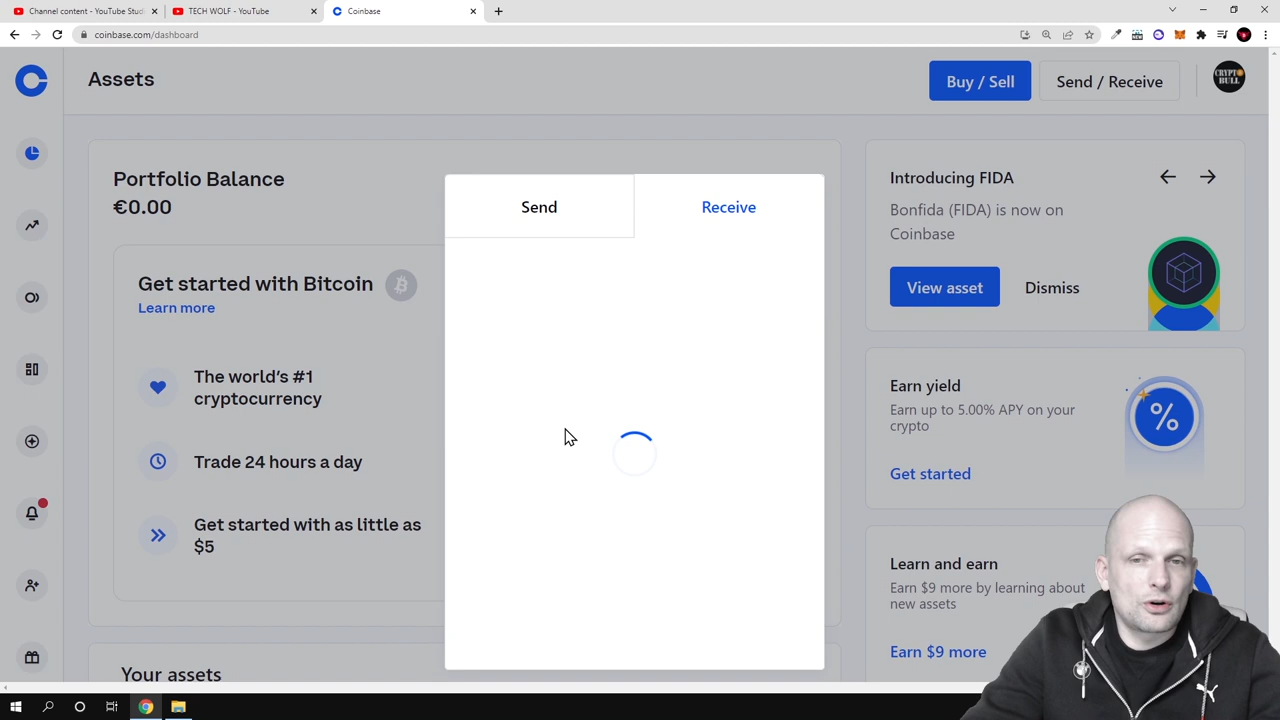 Channel content - YouTube Stud
TECH WOLF - YouTube
Coinbase
coinbase.com/dashboard
Assets
Buy / Sell
Send / Receive
CRYPTO
BULL
Portfolio Balance
€0.00
Get started with Bitcoin
Learn more
The world's #1
cryptocurrency
Trade 24 hours a day
Get started with as little as
$5
Your assets
Send
Receive
Introducing FIDA
Bonfida (FIDA) is now on
Coinbase
View asset
Dismiss
Earn yield
Earn up to 5.00% APY on your
crypto
Get started
Learn and earn
Earn $9 more by learning about
new assets
Earn $9 more